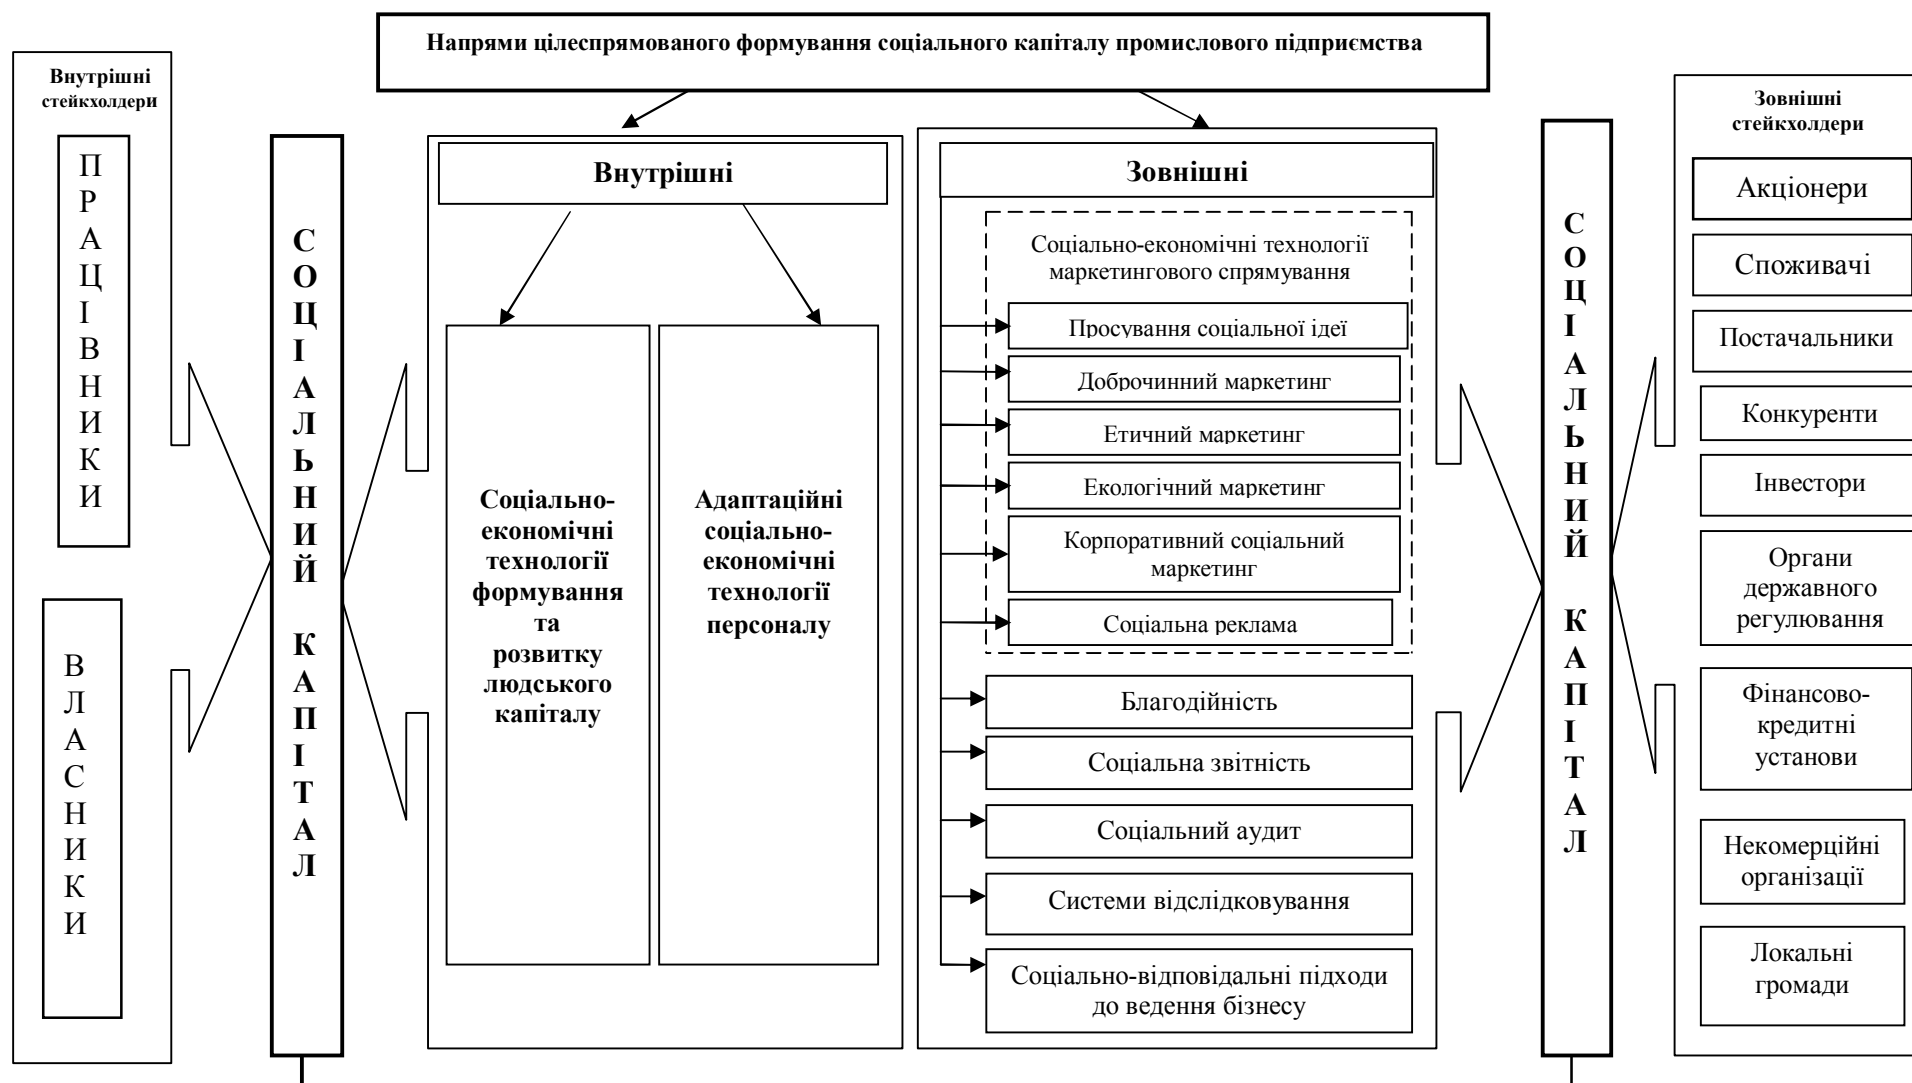 Напрями цілеспрямованого формування соціального капіталу промислового підприємства
Внутрішні
стейкхолдери
ПРАЦІВНИКИ
ВЛАСНИКИ
СОЦІАЛЬНИЙ КАПІТАЛ
Внутрішні
Соціально-
економічні
технології
формування
та
розвитку
людського
капіталу
Адаптаційні
соціально-
економічні
технології
персоналу
Зовнішні
Соціально-економічні технології
маркетингового спрямування
Просування соціальної ідеї
Доброчинний маркетинг
Етичний маркетинг
Екологічний маркетинг
Корпоративний соціальний
маркетинг
Соціальна реклама
Благодійність
Соціальна звітність
Соціальний аудит
Системи відслідковування
Соціально-відповідальні підходи
до ведення бізнесу
СОЦІАЛЬНИЙ КАПІТАЛ
Зовнішні
стейкхолдери
Акціонери
Споживачі
Постачальники
Конкуренти
Інвестори
Органи
державного
регулювання
Фінансово-
кредитні
установи
Некомерційні
організації
Локальні
громади